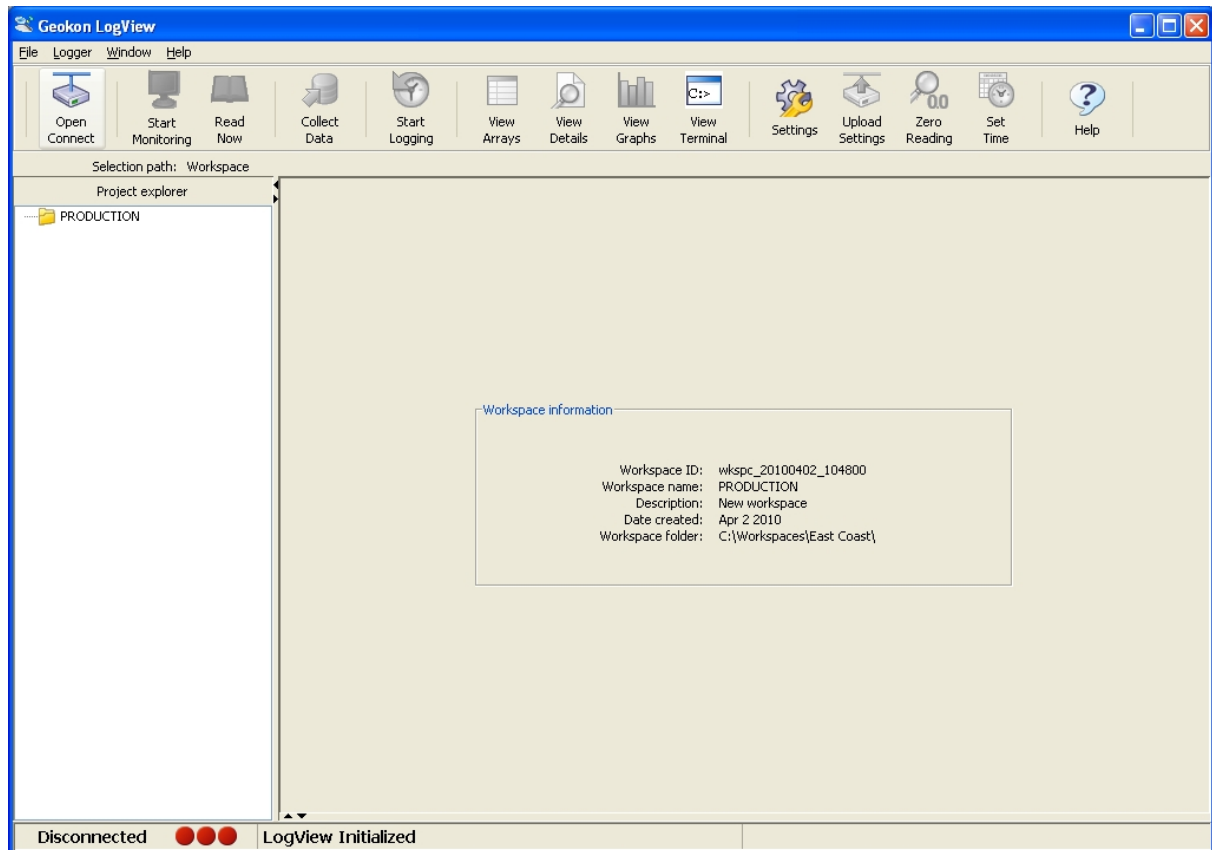 Geokon LogView
File Logger Window Help
Open Connect
Start Monitoring
Read Now
Collect Data
Start Logging
View Arrays
View Details
View Graphs
C:>
View Terminal
Settings
Upload Settings
0.0
Zero Reading
Set Time
Help
Selection path: Workspace
Project explorer
PRODUCTION
Workspace information
Workspace ID: wkspc_20100402_104800
Workspace name: PRODUCTION
Description: New workspace
Date created: Apr 2 2010
Workspace folder: C:\Workspaces\East Coast\
Disconnected LogView Initialized